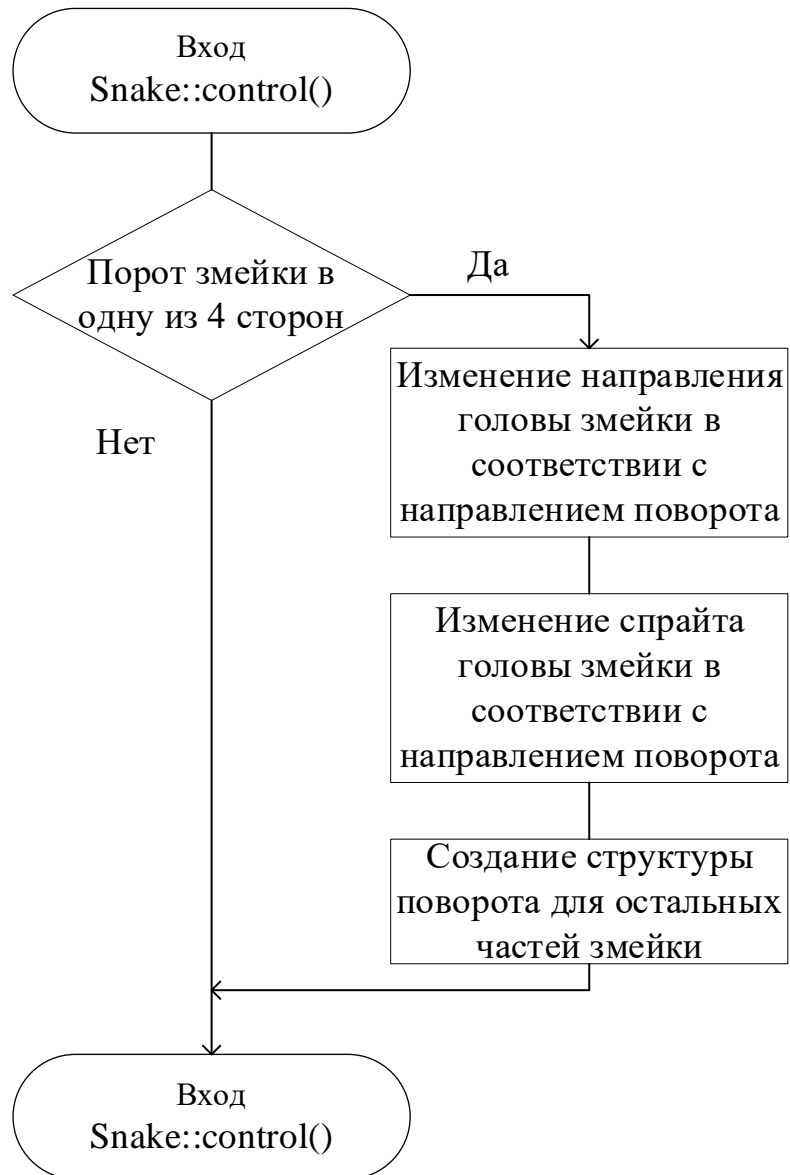 Вход
Snake::control()
Порот змейки в
одну из 4 сторон
Да
Нет
Изменение направления
головы змейки в
соответствии с
направлением поворота
Изменение спрайта
головы змейки в
соответствии с
направлением поворота
Создание структуры
поворота для остальных
частей змейки
Вход
Snake::control()